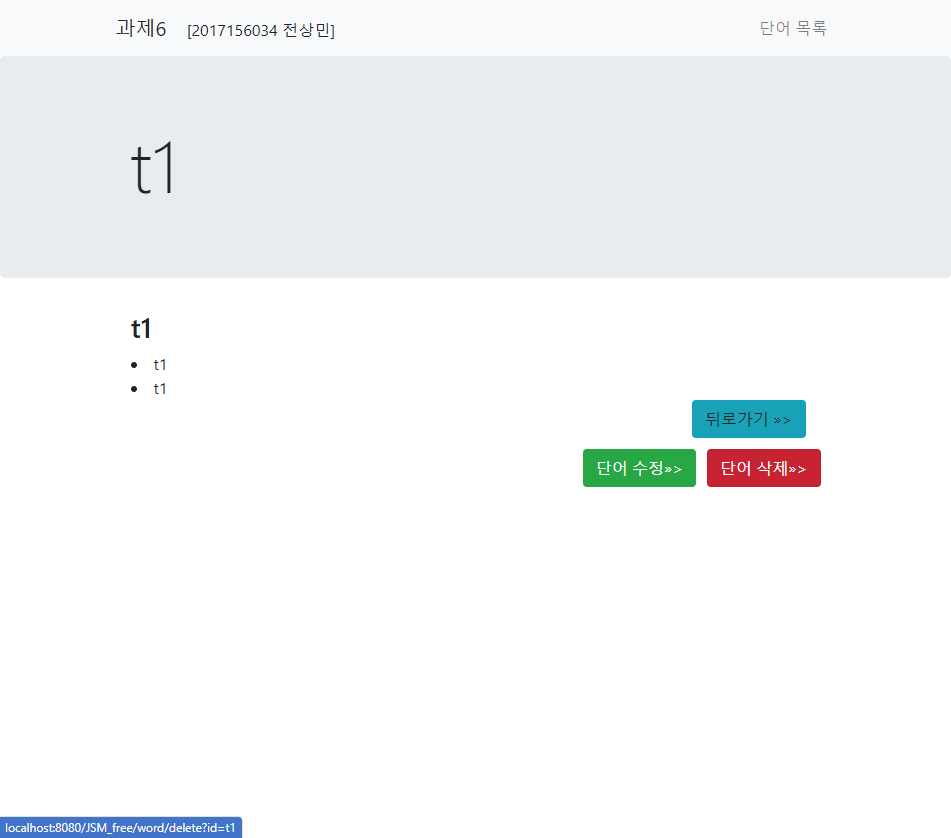 과제6 [2017156034 전상민] 단어 목록
t1
t1
t1
t1
뒤로가기 »>
단어 수정»> 단어 삭제»>
localhost:8080/JSM_free/word/delete?id=t1